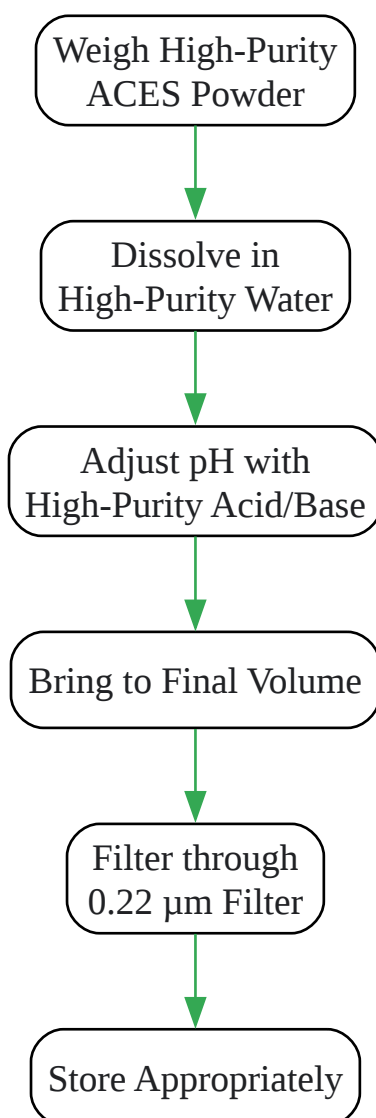 Weigh High-Purity
ACES Powder
Dissolve in
High-Purity Water
Adjust pH with
High-Purity Acid/Base
Bring to Final Volume
Filter through
0.22 µm Filter
Store Appropriately